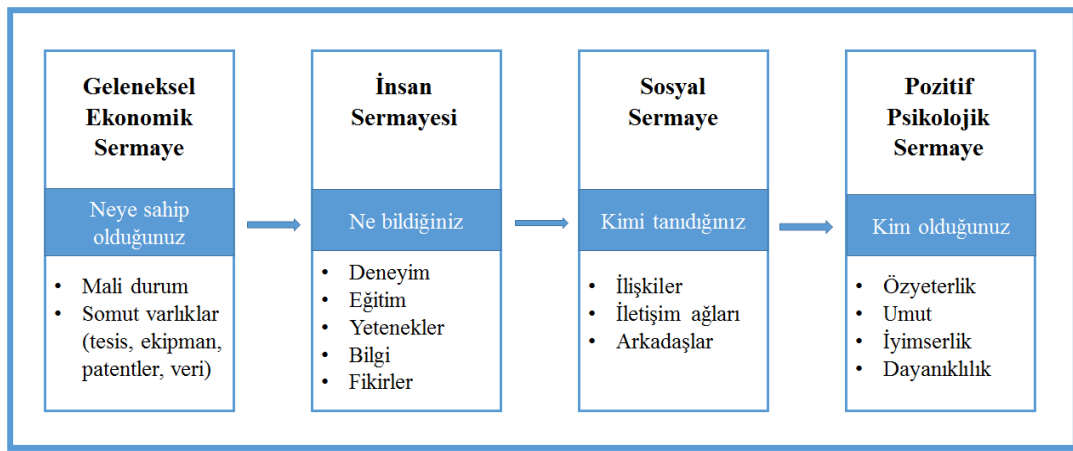 Geleneksel
Ekonomik
Sermaye
Neye sahip
olduğunuz
• Mali durum
• Somut varlıklar
(tesis, ekipman,
patentler, veri)
İnsan
Sermayesi
Ne bildiğiniz
• Deneyim
• Eğitim
• Yetenekler
• Bilgi
• Fikirler
Sosyal
Sermaye
Kimi tanıdığınız
• İlişkiler
• İletişim ağları
• Arkadaşlar
Pozitif
Psikolojik
Sermaye
Kim olduğunuz
• Özyeterlik
• Umut
• İyimserlik
• Dayanıklılık